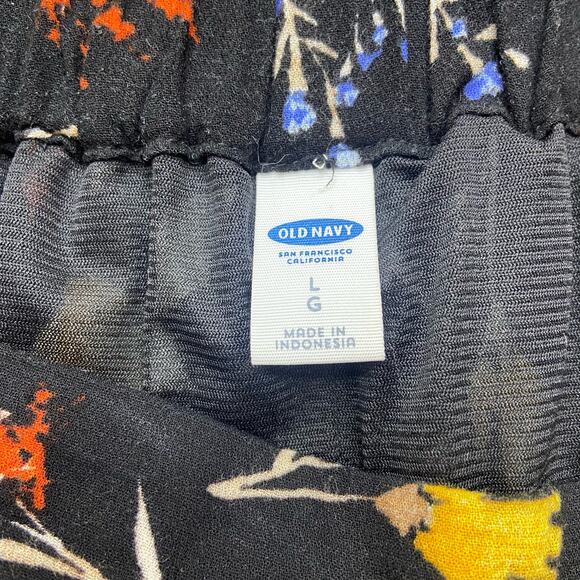 OLD NAVY
SAN FRANCISCO
CALIFORNIA
L
G
MADE IN
INDONESIA